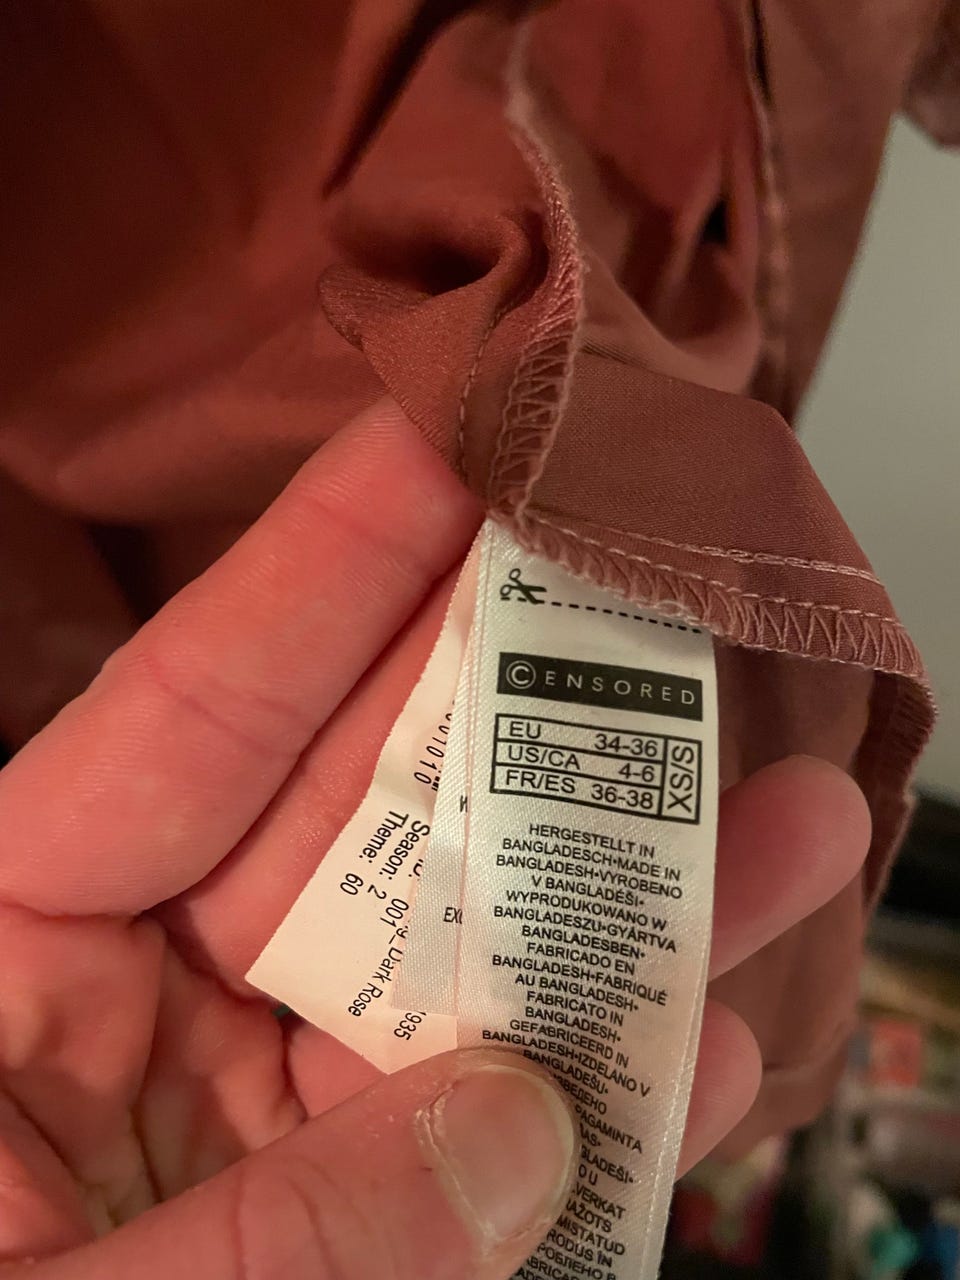 ©ENSORED
EU 34-36
US/CA 4-6
FR/ES 36-38
XS/S
HERGESTELLT IN
BANGLADESCH•MADE IN
BANGLADESH•VYROBENO
V BANGLADÉŠI•
WYPRODUKOWANO W
BANGLADESZU•GYÁRTVA
BANGLADESBEN•
FABRICADO EN
BANGLADESH•FABRIQUÉ
AU BANGLADESH•
FABRICATO IN
BANGLADESH•
GEFABRICEERD IN
BANGLADESH•IZDELANO V
BANGLADEŠU•
Season: 2
Theme: 60
Dark Rose